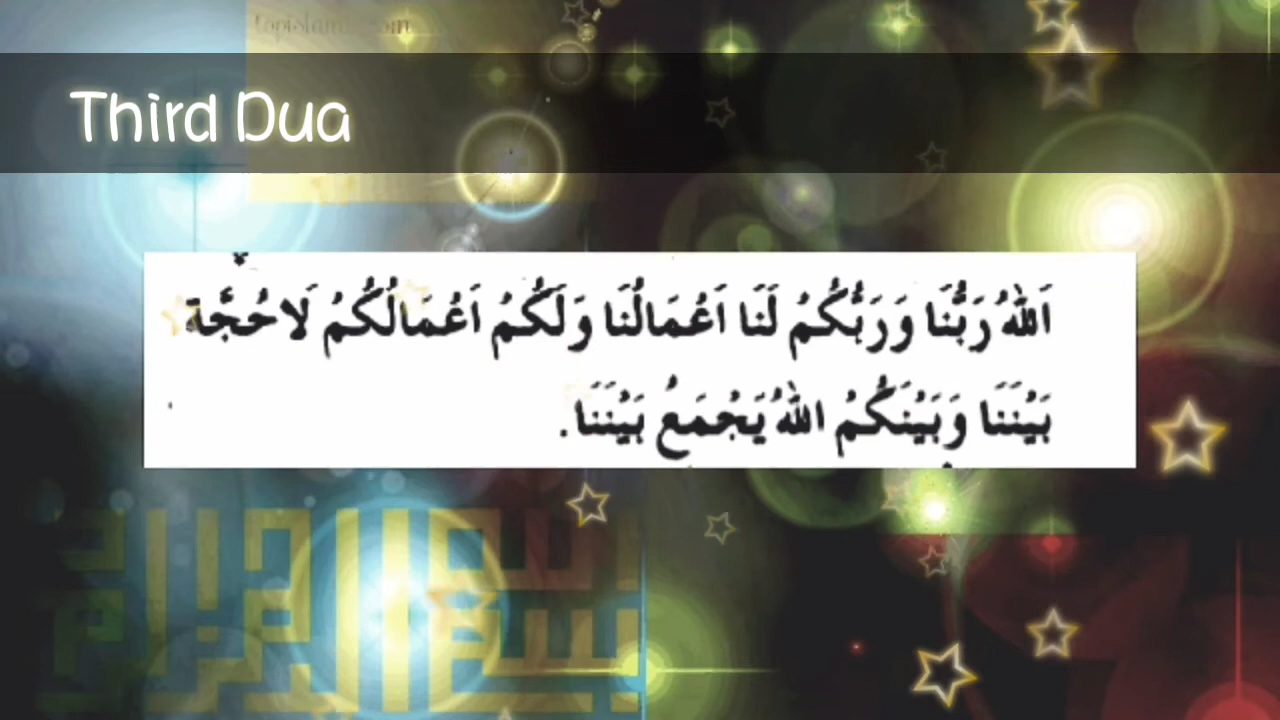 Third Dua
اَللّٰهُ رَبُّنَا وَرَبُّكُمْ لَنَا اَعْمَالُنَا وَلَكُمْ اَعْمَالُكُمْ لَاحُجَّةَ
بَيْنَنَا وَبَيْنَكُمْ اللّٰهُ يَجْمَعُ بَيْنَنَا.